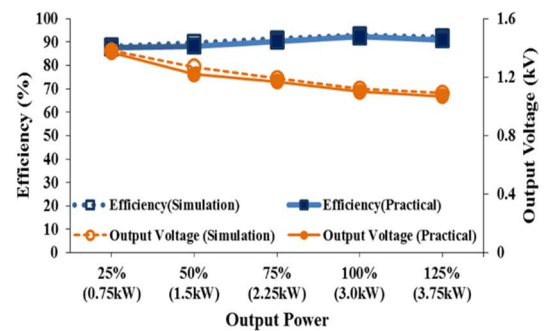 100
90
80
70
60
50
40
30
20
10
0
Efficiency (%)
1.6
1.2
0.8
0.4
0
Output Voltage (kV)
Efficiency(Simulation)
Efficiency(Practical)
Output Voltage (Simulation)
Output Voltage (Practical)
25% 50% 75% 100% 125%
(0.75kW) (1.5kW) (2.25kW) (3.0kW) (3.75kW)
Output Power